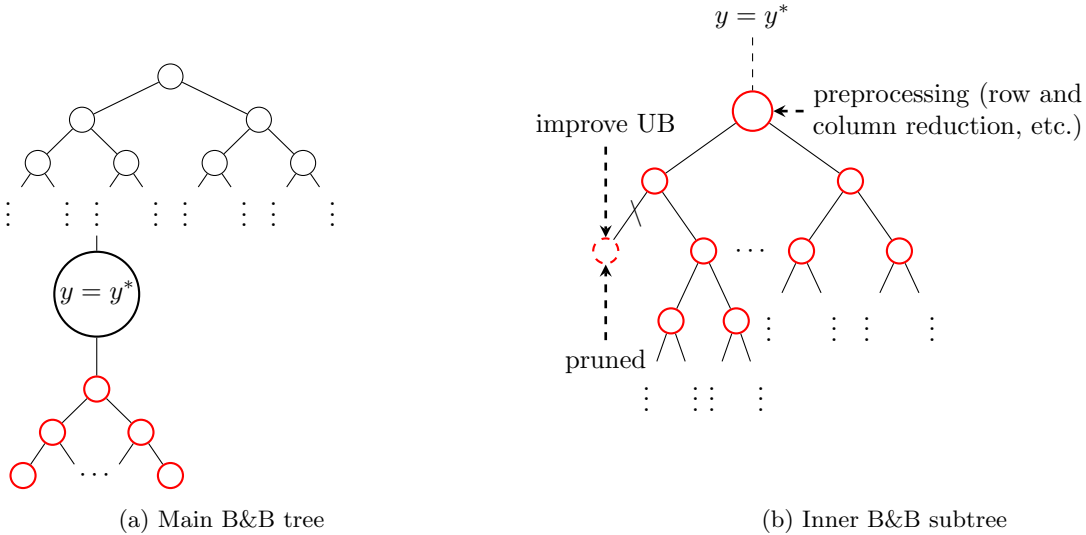 y = y*
preprocessing (row and
column reduction, etc.)
improve UB
y = y*
pruned
(a) Main B&B tree
(b) Inner B&B subtree